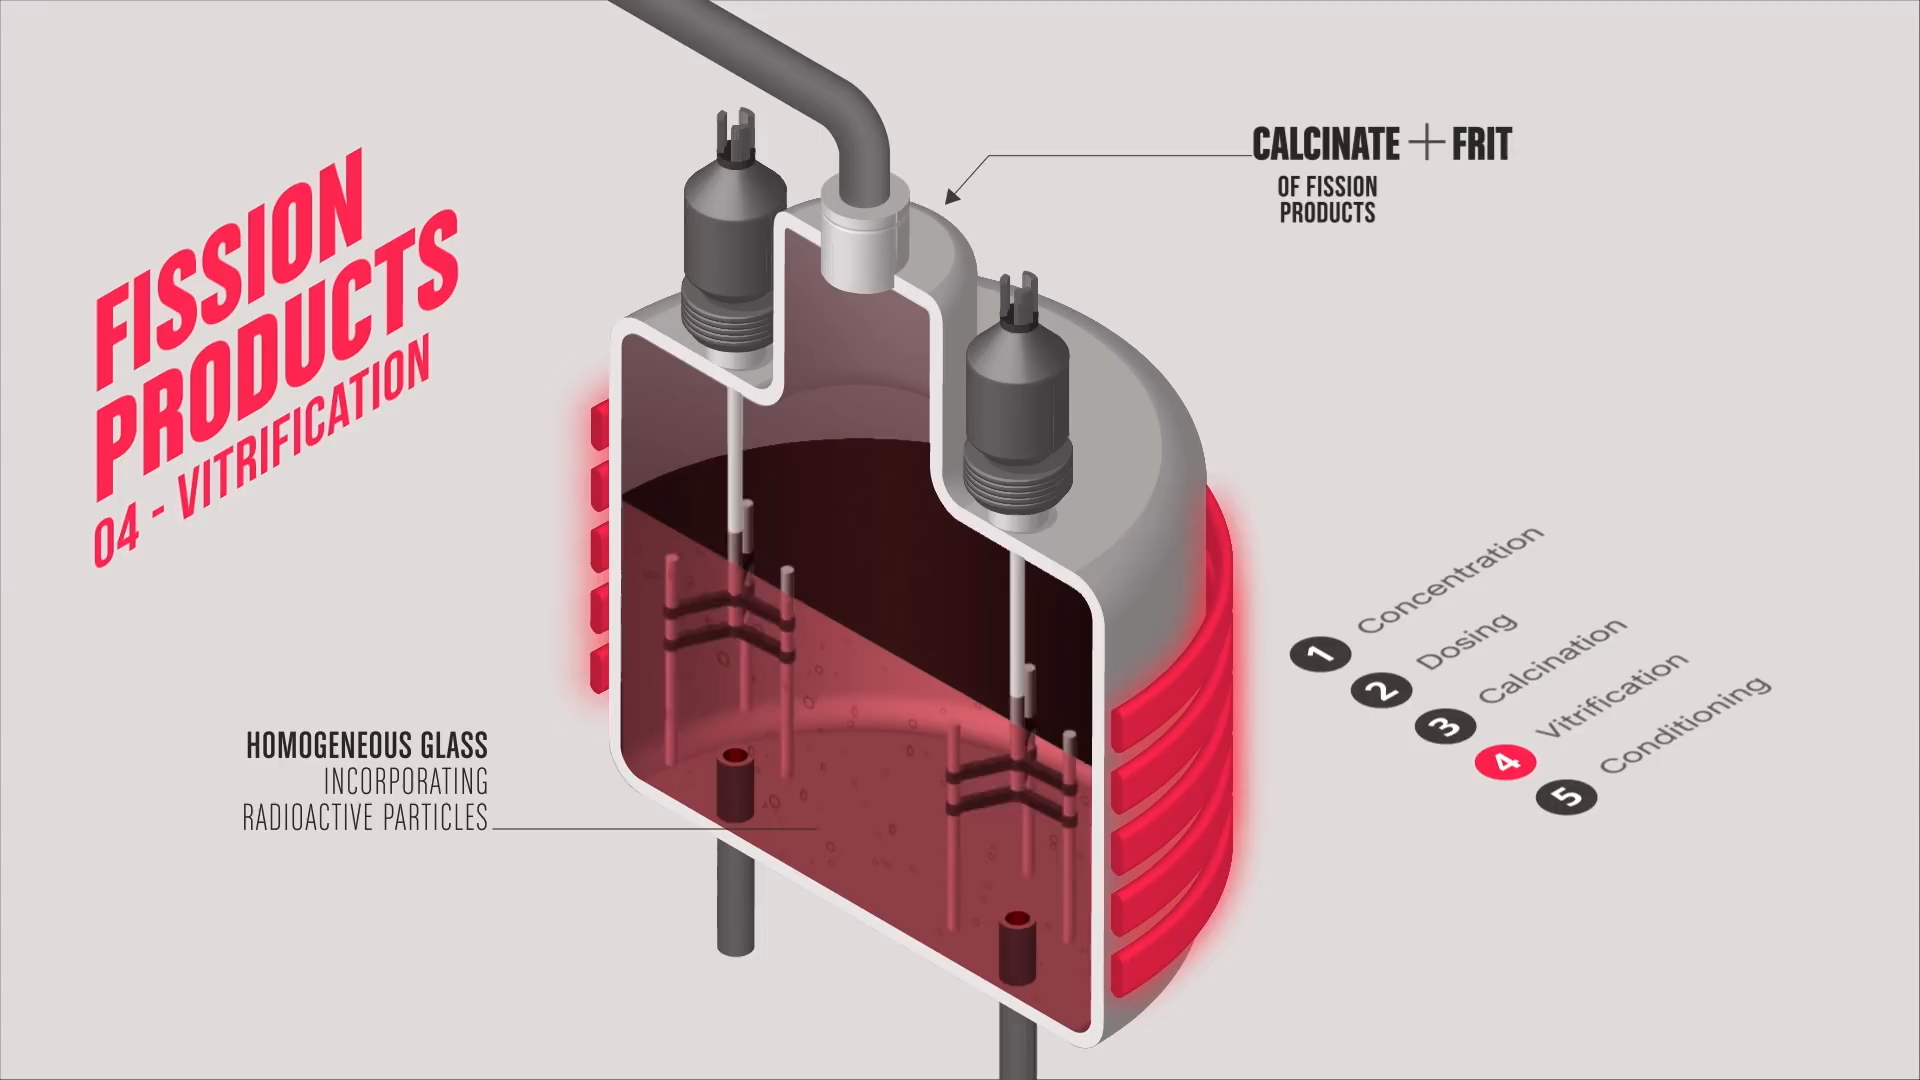 FISSION
PRODUCTS
04 - VITRIFICATION
CALCINATE + FRIT
OF FISSION
PRODUCTS
HOMOGENEOUS GLASS
INCORPORATING
RADIOACTIVE PARTICLES
1 Concentration
2 Dosing
3 Calcination
4 Vitrification
5 Conditioning